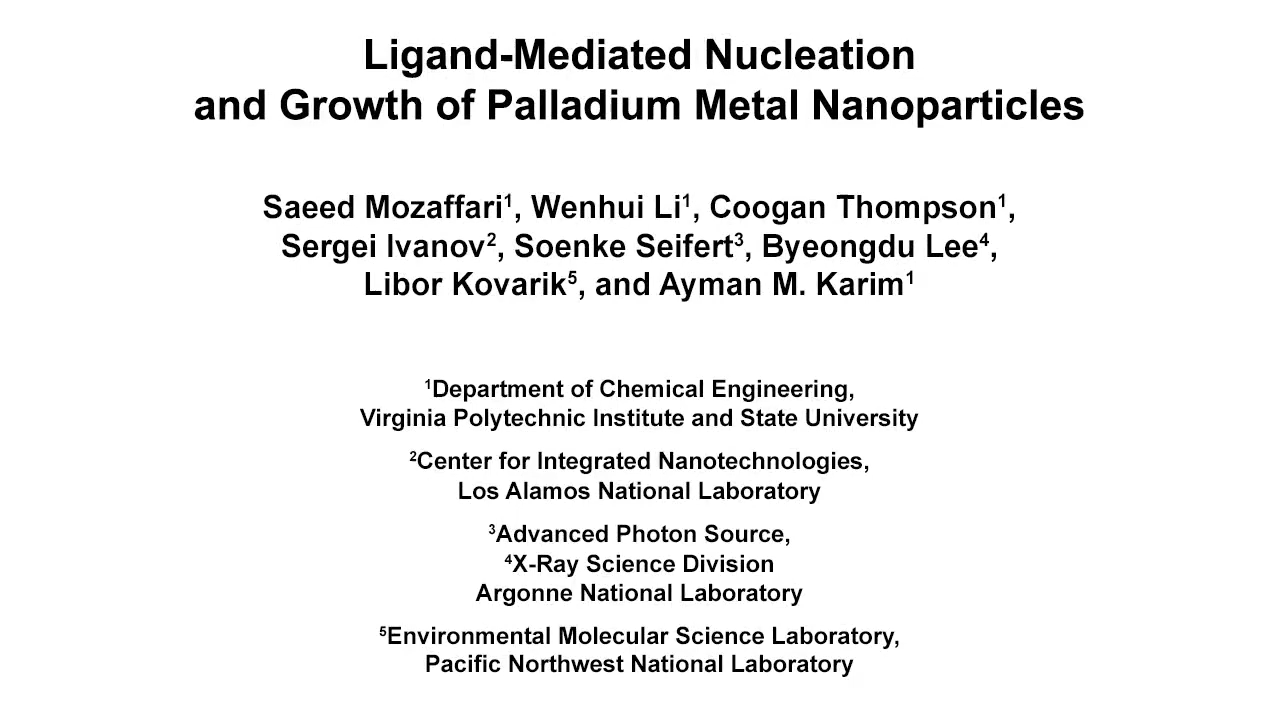 Ligand-Mediated Nucleation
and Growth of Palladium Metal Nanoparticles
Saeed Mozaffari¹, Wenhui Li¹, Coogan Thompson¹,
Sergei Ivanov², Soenke Seifert³, Byeongdu Lee⁴,
Libor Kovarik⁵, and Ayman M. Karim¹
¹Department of Chemical Engineering,
Virginia Polytechnic Institute and State University
²Center for Integrated Nanotechnologies,
Los Alamos National Laboratory
³Advanced Photon Source,
⁴X-Ray Science Division
Argonne National Laboratory
⁵Environmental Molecular Science Laboratory,
Pacific Northwest National Laboratory